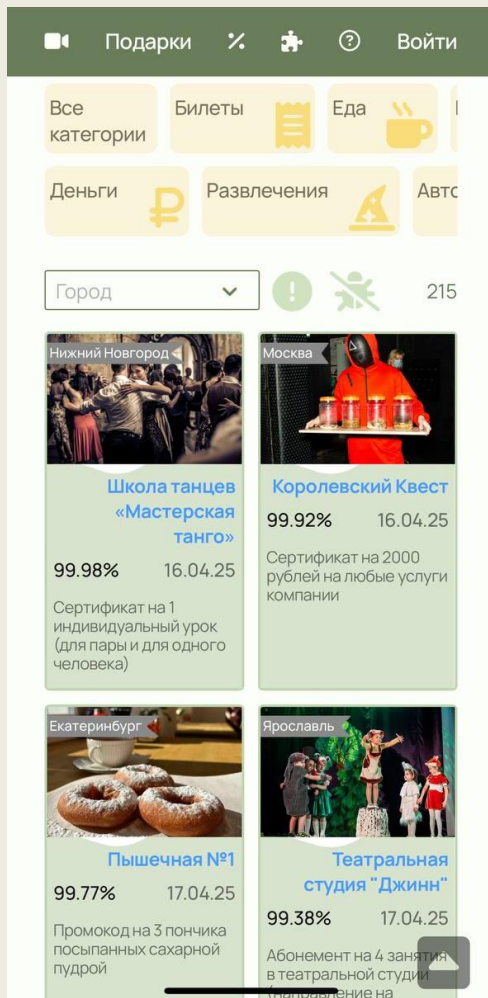 Подарки
Войти
Все
категории
Билеты
Еда
Деньги
Развлечения
Авто
Город
215
Нижний Новгород
Школа танцев
«Мастерская
танго»
99.98% 16.04.25
Сертификат на 1
индивидуальный урок
(для пары и для одного
человека)
Москва
Королевский Квест
99.92% 16.04.25
Сертификат на 2000
рублей на любые услуги
компании
Екатеринбург
Пышечная №1
99.77% 17.04.25
Промокод на 3 пончика
посыпанных сахарной
пудрой
Ярославль
Театральная
студия "Джинн"
99.38% 17.04.25
Абонемент на 4 занятия
в театральной студии
(направление на